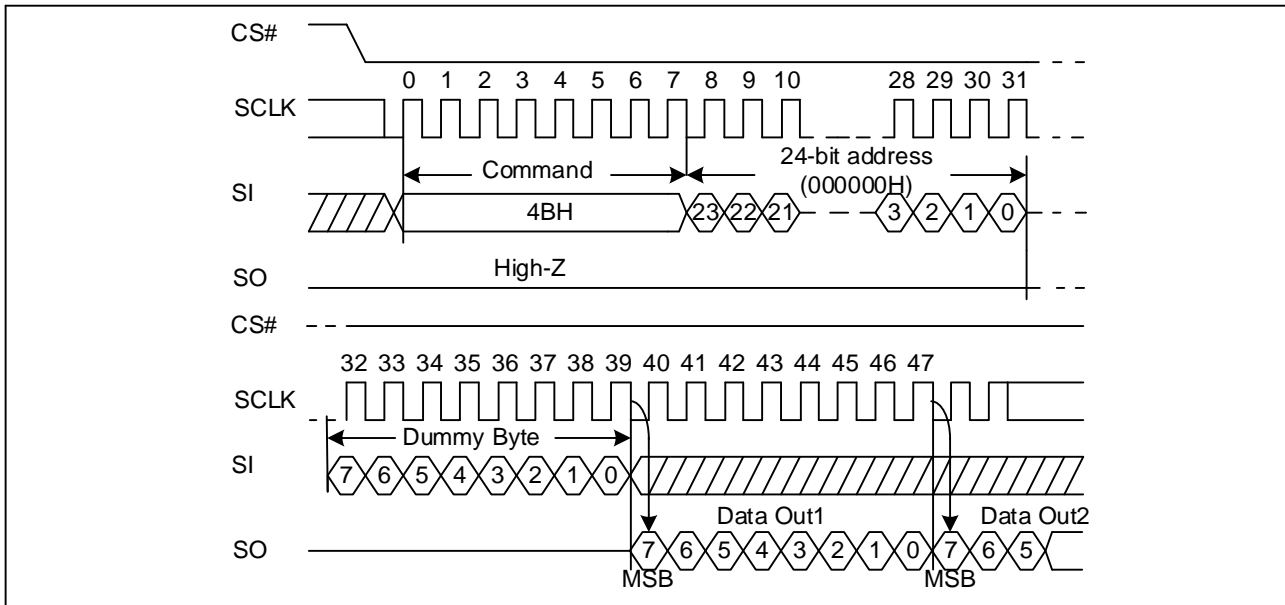 CS#
0 1 2 3 4 5 6 7 8 9 10 28 29 30 31
SCLK
Command
24-bit address
(000000H)
SI
4BH
23 22 21 3 2 1 0
High-Z
SO
CS#
32 33 34 35 36 37 38 39 40 41 42 43 44 45 46 47
SCLK
Dummy Byte
SI
7 6 5 4 3 2 1 0
Data Out1 Data Out2
SO
7 6 5 4 3 2 1 0 7 6 5
MSB MSB